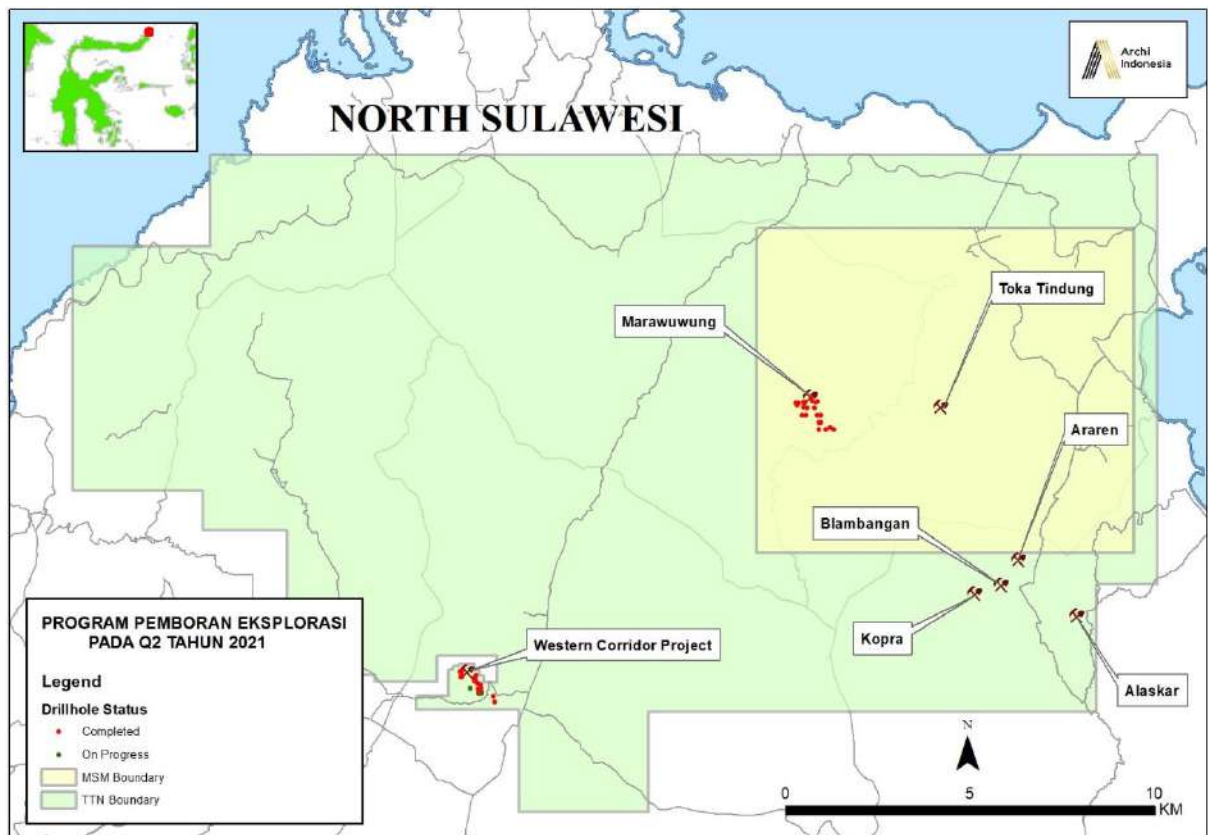 Archi
Indonesia
NORTH SULAWESI
Toka Tindung
Marawuwung
Araren
Blambangan
Kopra
Western Corridor Project
Alaskar
PROGRAM PEMBORAN EKSPLORASI
PADA Q2 TAHUN 2021
Legend
Drillhole Status
Completed
On Progress
MSM Boundary
TTN Boundary
N
0 5 10
KM